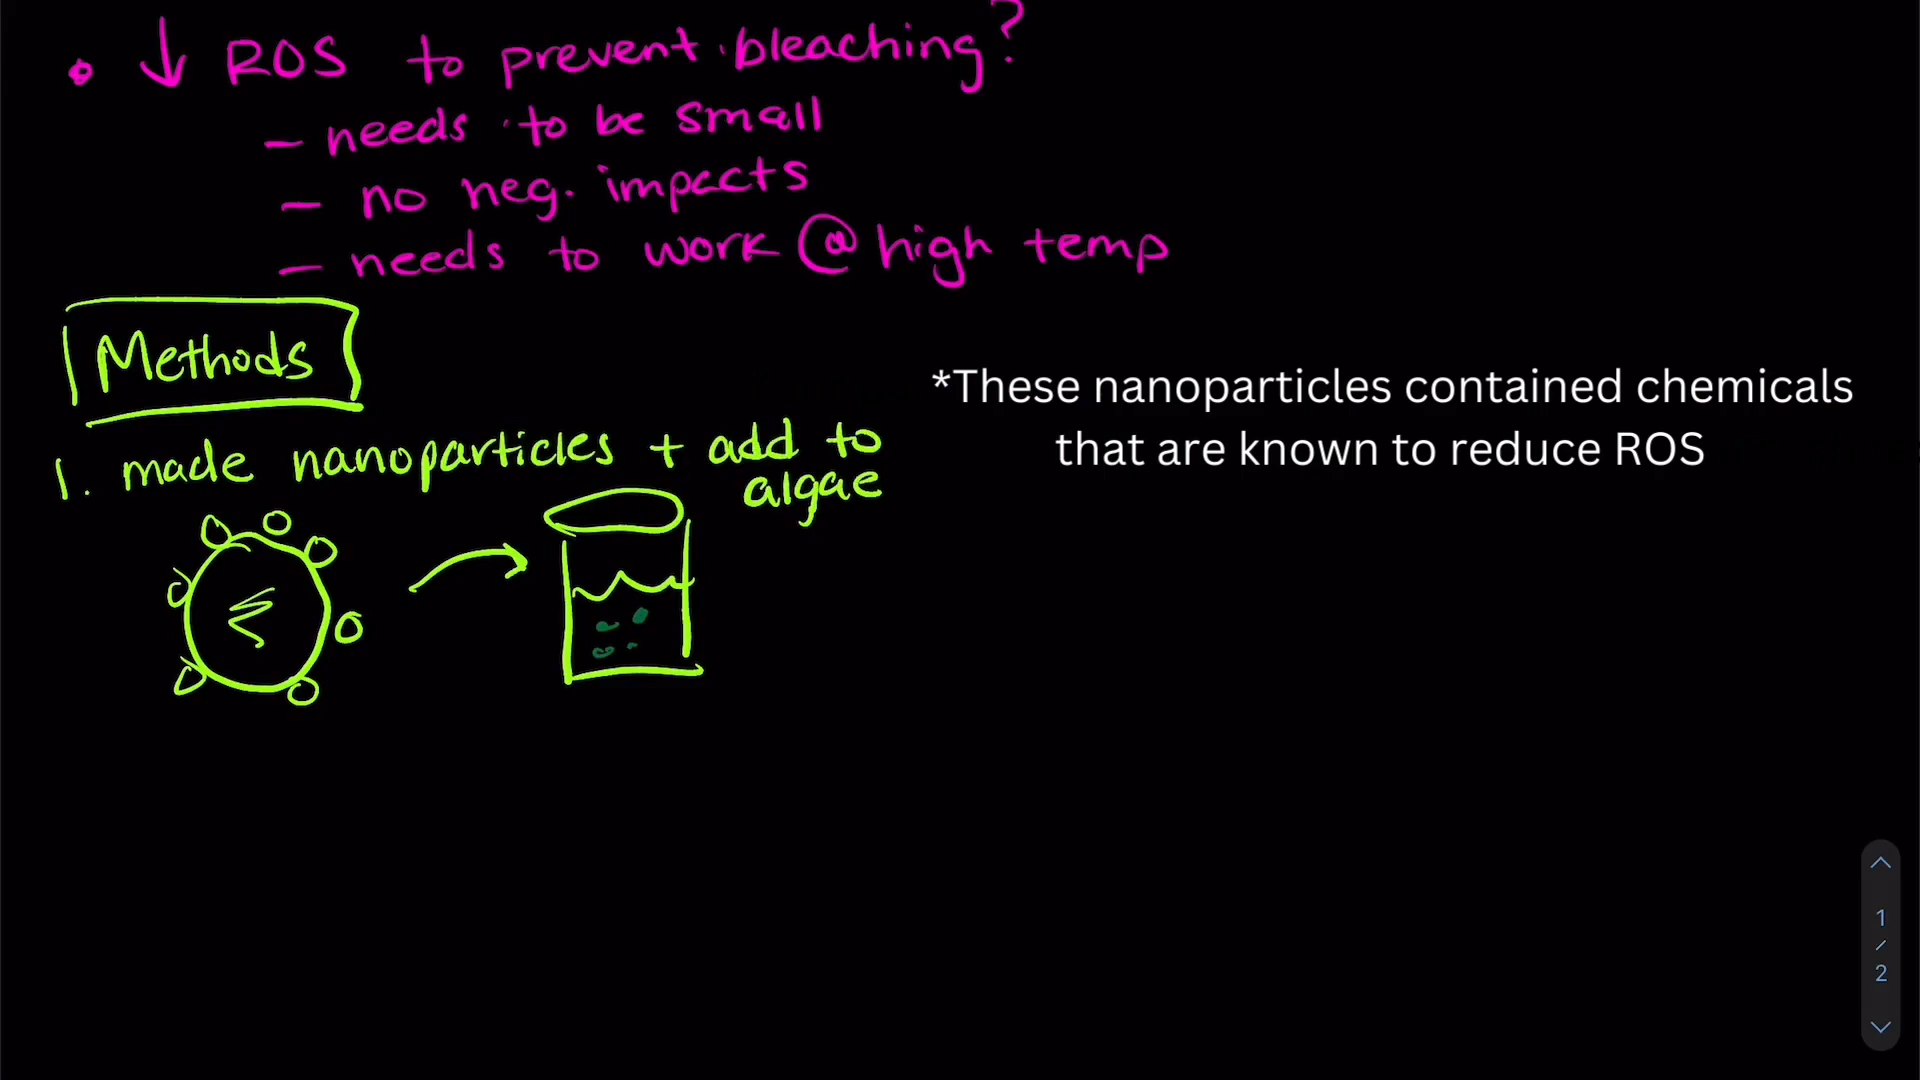 • ↓ ROS to prevent bleaching?
- needs to be small
- no neg. impacts
- needs to work @ high temp
Methods
*These nanoparticles contained chemicals
that are known to reduce ROS
1. made nanoparticles + add to
algae
1
/
2